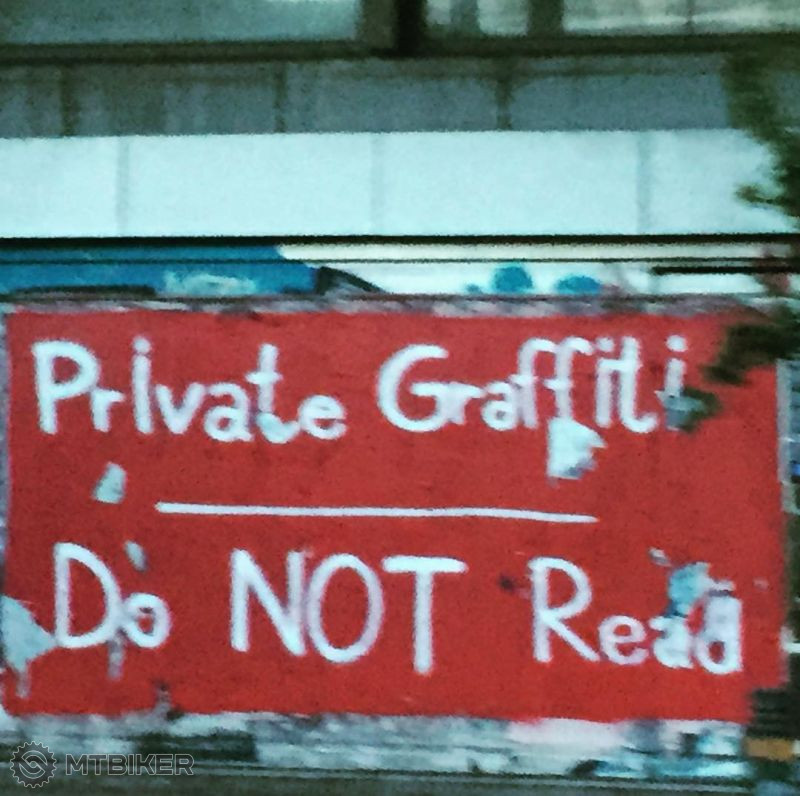 Private Graffiti
Do NOT Read
MTBIKER